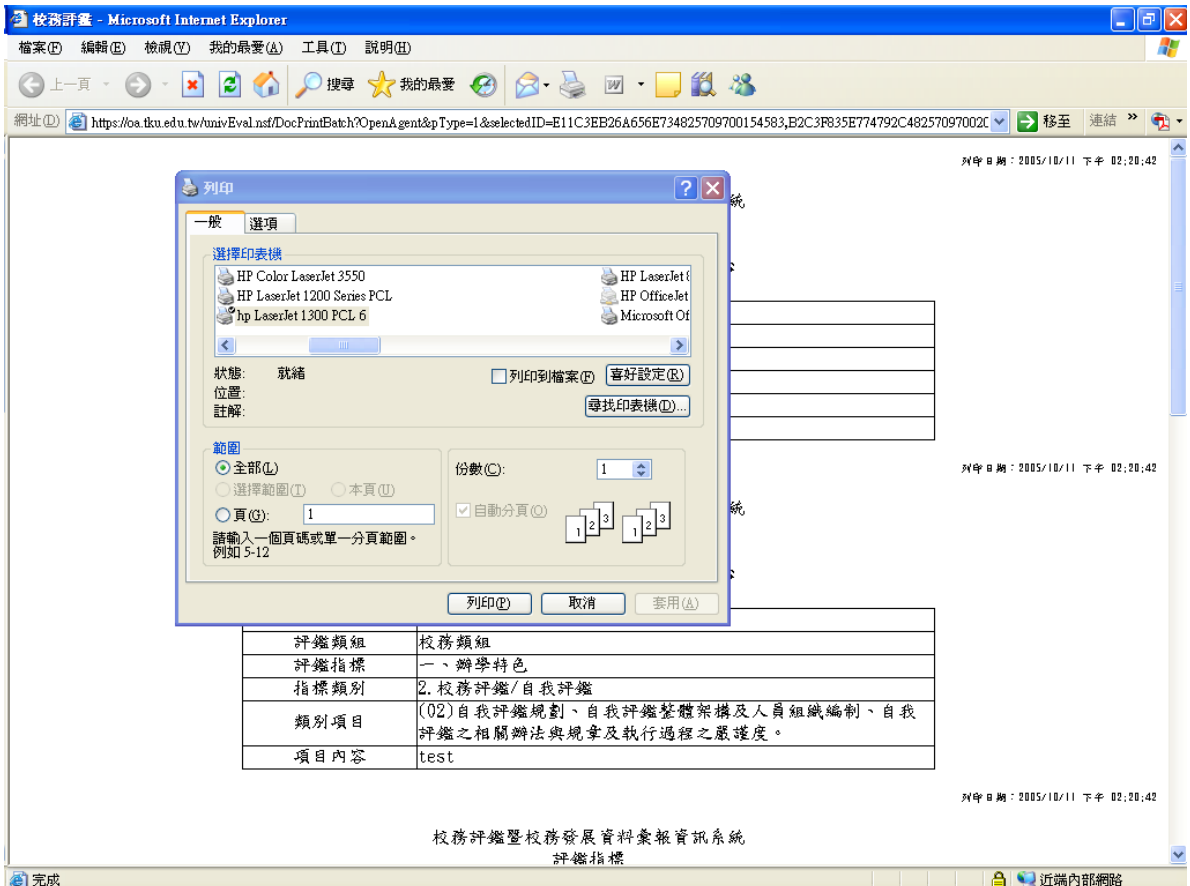 校務評鑑 - Microsoft Internet Explorer
檔案(F) 編輯(E) 檢視(V) 我的最愛(A) 工具(T) 說明(H)
上一頁 搜尋 我的最愛
網址(D) https://oa.tku.edu.tw/univEval.nsf/DocPrintBatch?OpenAgent&pType=1&selectedID=E11C3EB26A656E734825709700154583,B2C3F835E774792C48257097002C 移至 連結 »
列印日期：2005/10/11 下午 02:20:42
列印
統
一般 選項
選擇印表機
HP Color LaserJet 3550 HP LaserJet 8
HP LaserJet 1200 Series PCL HP OfficeJet
hp LaserJet 1300 PCL 6 Microsoft Of
狀態: 就緒 列印到檔案(F) 喜好設定(R)
位置:
註解: 尋找印表機(D)...
範圍
全部(L) 份數(C): 1
列印日期：2005/10/11 下午 02:20:42
選擇範圍(T) 本頁(U)
自動分頁(O) 統
頁(G): 1
1 2 3 1 2 3
請輸入一個頁碼或單一分頁範圍。
例如 5-12
列印(P) 取消 套用(A)
評鑑類組 校務類組
評鑑指標 一、辦學特色
指標類別 2.校務評鑑/自我評鑑
類別項目 (02)自我評鑑規劃、自我評鑑整體架構及人員組織編制、自我
評鑑之相關辦法與規章及執行過程之嚴謹度。
項目內容 test
列印日期：2005/10/11 下午 02:20:42
校務評鑑暨校務發展資料彙報資訊系統
評鑑指標
完成 近端內部網路